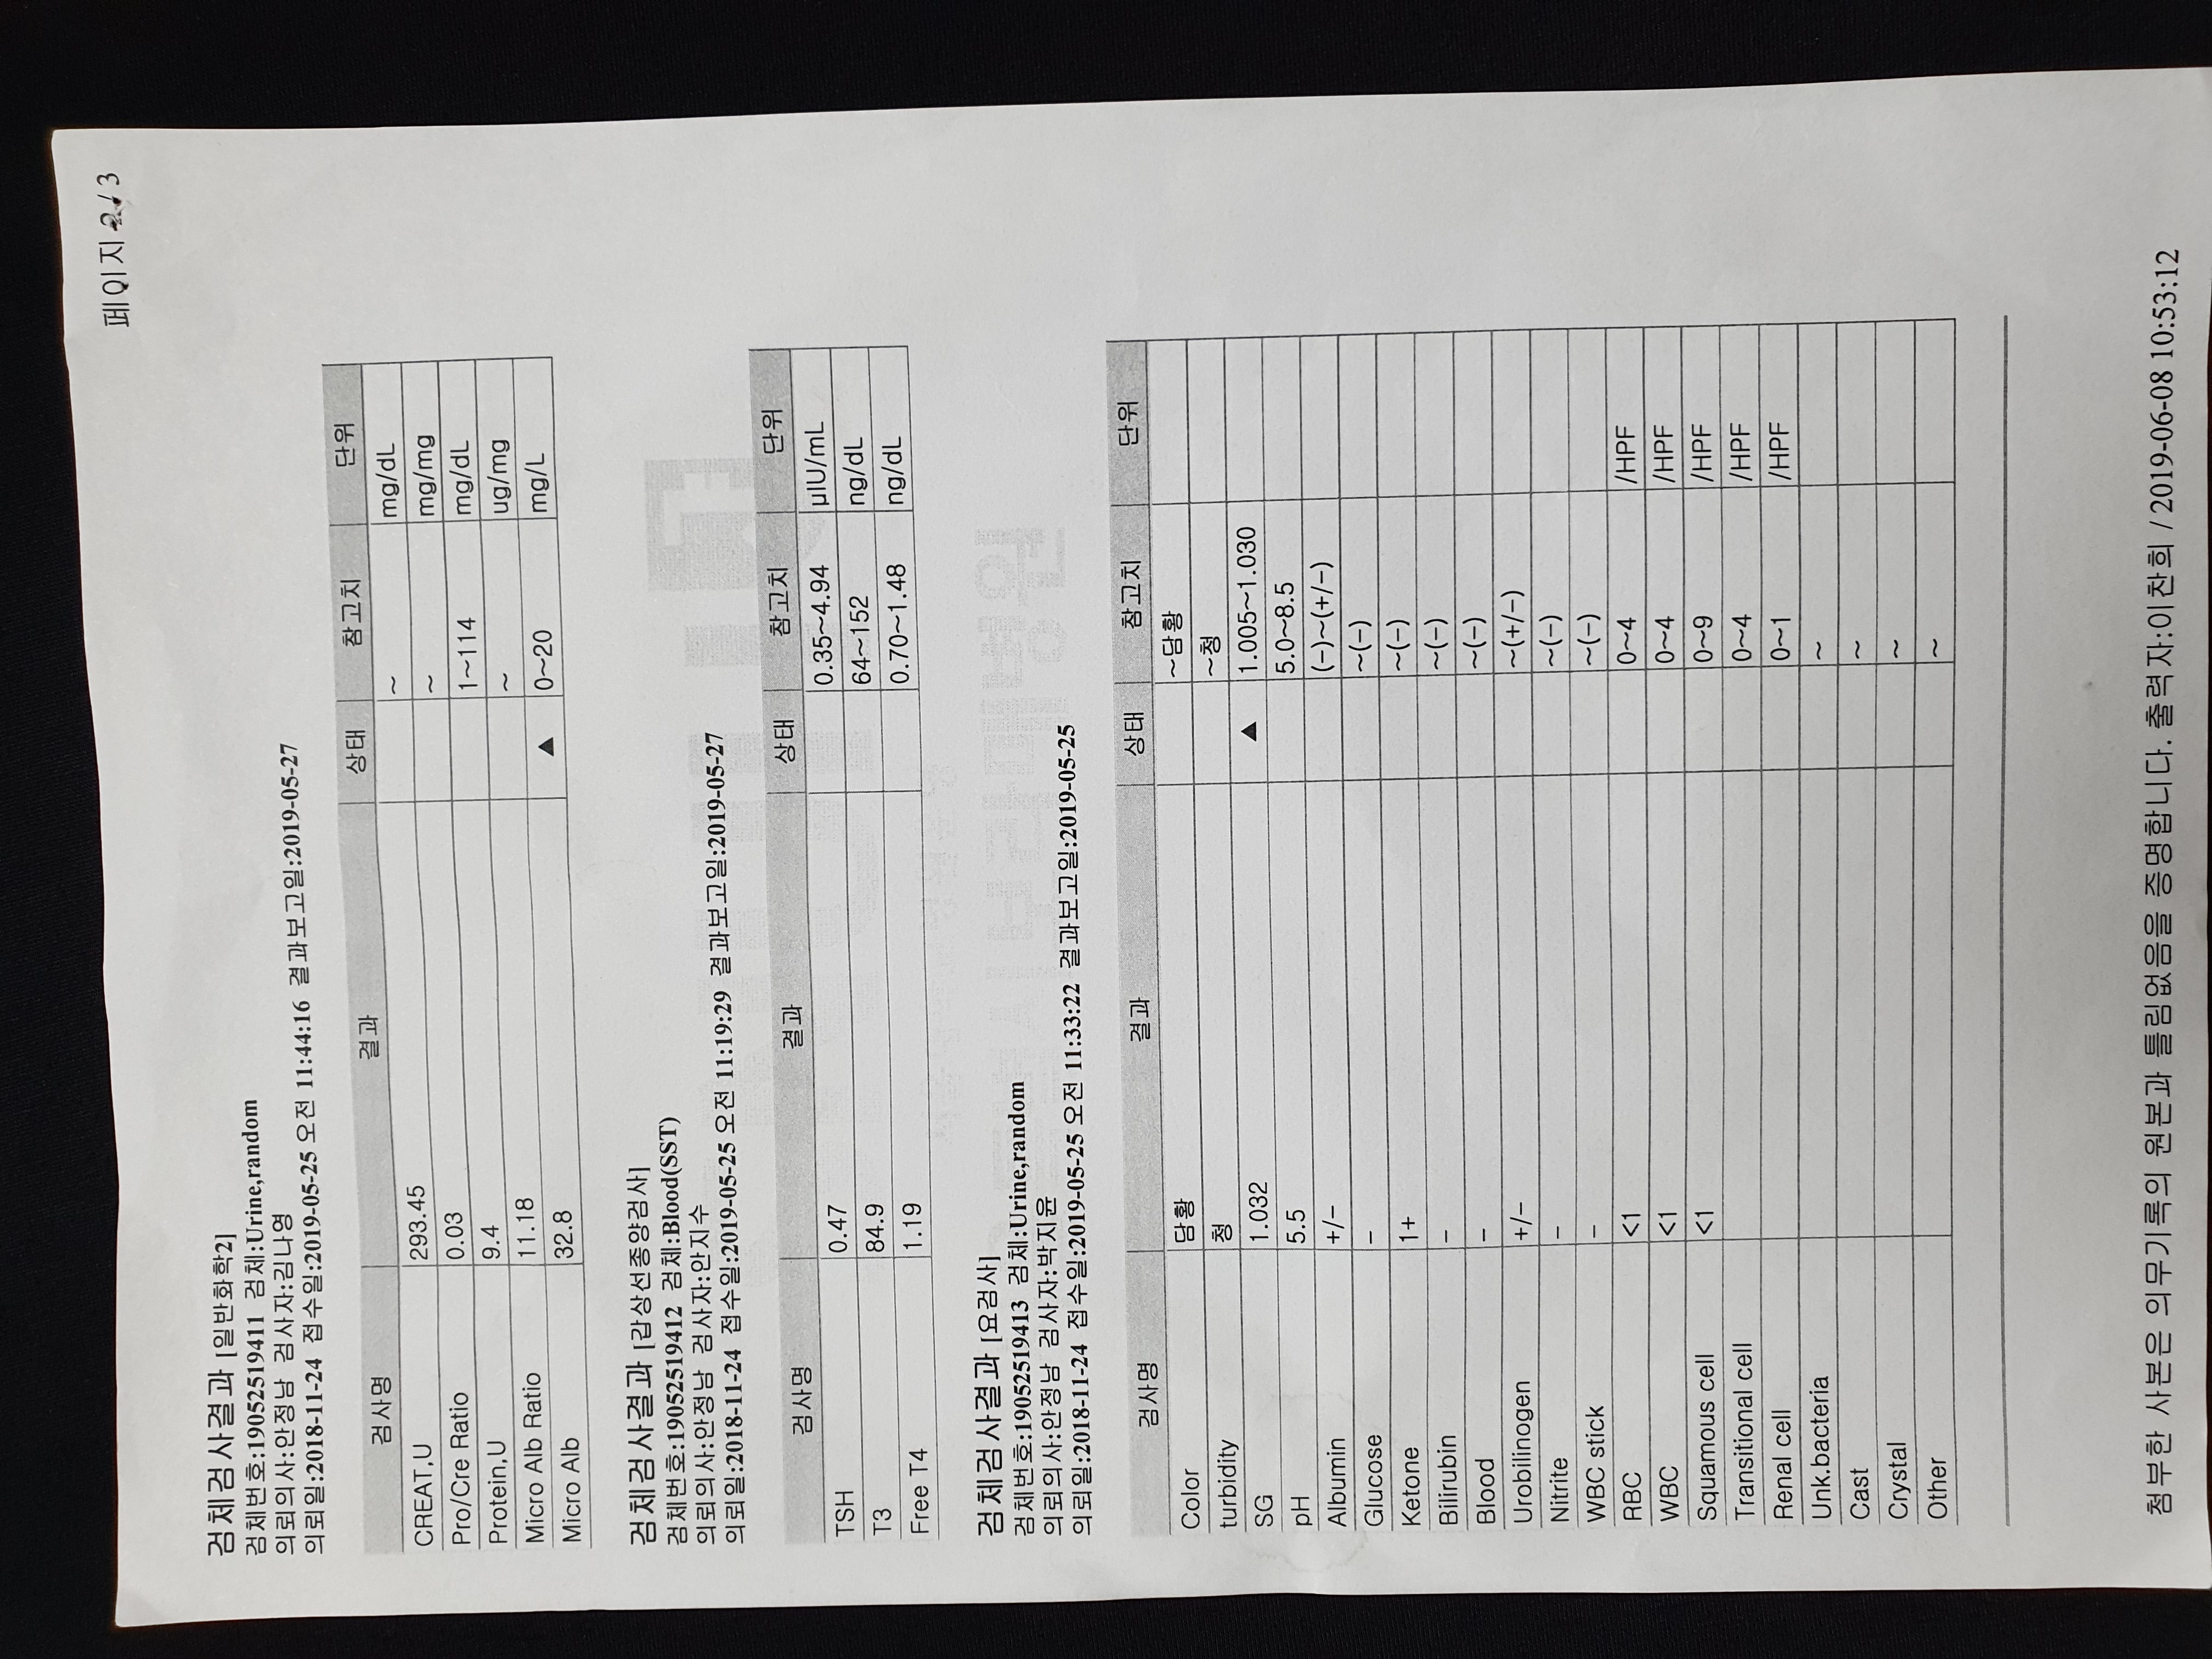 페이지 2 / 3
검체검사결과 [일반화학2]
검체번호:19052519411 검체:Urine,random
의뢰의사:안정남 검사자:김나영
의뢰일:2018-11-24 접수일:2019-05-25 오전 11:44:16 결과보고일:2019-05-27
검사명 결과 상태 참고치 단위
CREAT,U 293.45 ~ mg/dL
Pro/Cre Ratio 0.03 ~ mg/mg
Protein,U 9.4 1~114 mg/dL
Micro Alb Ratio 11.18 ~ ug/mg
Micro Alb 32.8 ▲ 0~20 mg/L
검체검사결과 [갑상선종양검사]
검체번호:19052519412 검체:Blood(SST)
의뢰의사:안정남 검사자:안지수
의뢰일:2018-11-24 접수일:2019-05-25 오전 11:19:29 결과보고일:2019-05-27
검사명 결과 상태 참고치 단위
TSH 0.47 0.35~4.94 µIU/mL
T3 84.9 64~152 ng/dL
Free T4 1.19 0.70~1.48 ng/dL
검체검사결과 [요검사]
검체번호:19052519413 검체:Urine,random
의뢰의사:안정남 검사자:박지윤
의뢰일:2018-11-24 접수일:2019-05-25 오전 11:33:22 결과보고일:2019-05-25
검사명 결과 상태 참고치 단위
Color 담황 ~담황
turbidity 청 ~청
SG 1.032 ▲ 1.005~1.030
pH 5.5 5.0~8.5
Albumin +/− (−)~(+/−)
Glucose − ~(−)
Ketone 1+ ~(−)
Bilirubin − ~(−)
Blood − ~(−)
Urobilinogen +/− ~(+/−)
Nitrite − ~(−)
WBC stick − ~(−)
RBC <1 0~4 /HPF
WBC <1 0~4 /HPF
Squamous cell <1 0~9 /HPF
Transitional cell 0~4 /HPF
Renal cell 0~1 /HPF
Unk.bacteria ~
Cast ~
Crystal ~
Other ~
첨부한 사본은 의무기록의 원본과 틀림없음을 증명합니다. 출력자:이찬희 / 2019-06-08 10:53:12